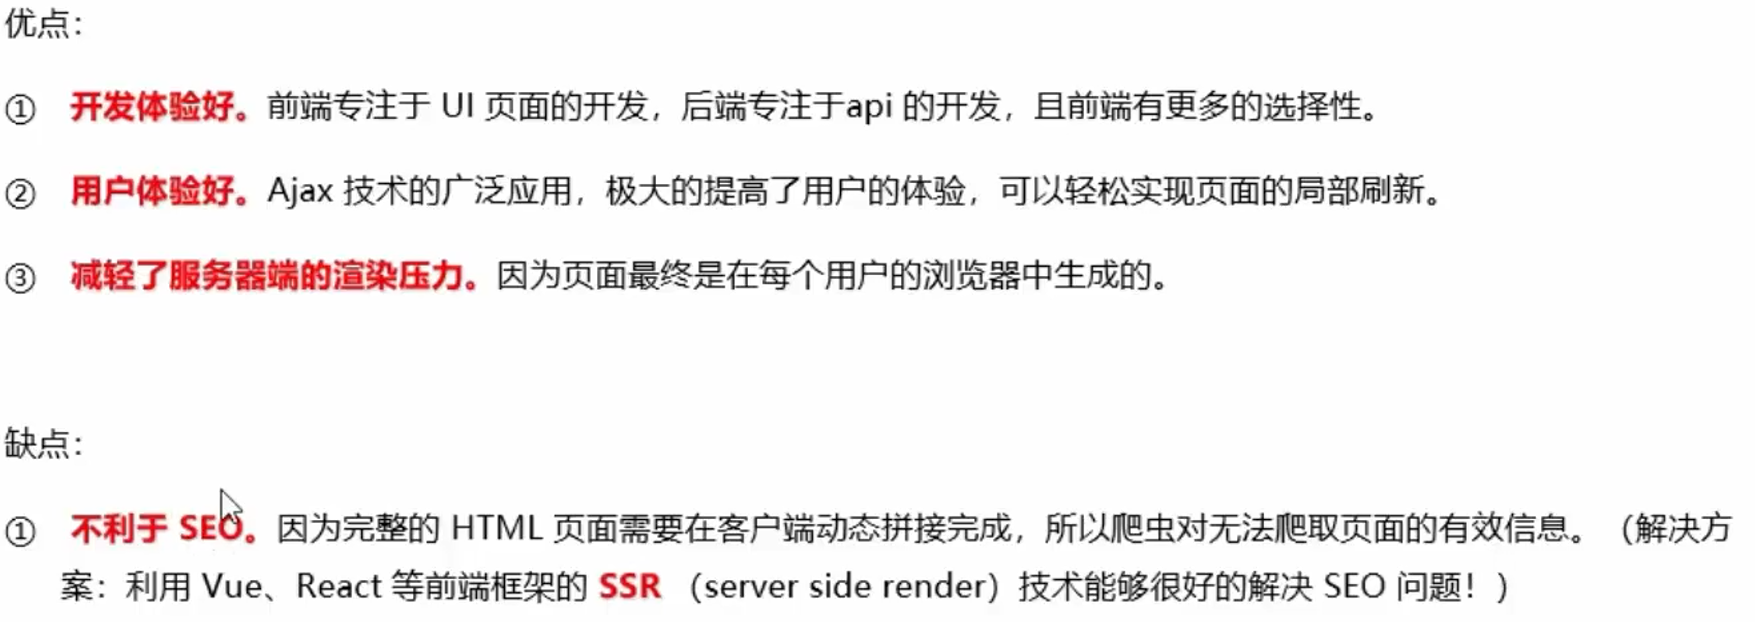 优点：
① 开发体验好。前端专注于 UI 页面的开发，后端专注于api 的开发，且前端有更多的选择性。
② 用户体验好。Ajax 技术的广泛应用，极大的提高了用户的体验，可以轻松实现页面的局部刷新。
③ 减轻了服务器端的渲染压力。因为页面最终是在每个用户的浏览器中生成的。
缺点：
① 不利于 SEO。因为完整的 HTML 页面需要在客户端动态拼接完成，所以爬虫对无法爬取页面的有效信息。（解决方
案：利用 Vue、React 等前端框架的 SSR （server side render）技术能够很好的解决 SEO 问题！）